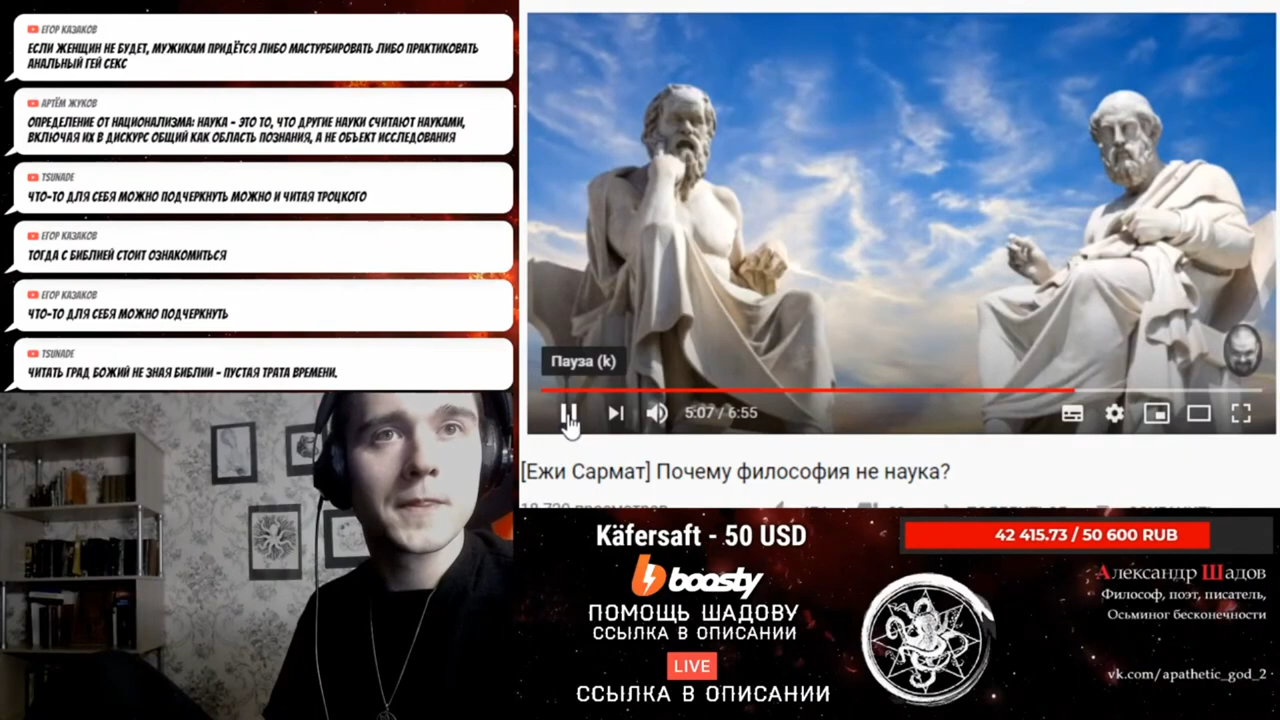 ЕГОР КАЗАКОВ
ЕСЛИ ЖЕНЩИН НЕ БУДЕТ, МУЖИКАМ ПРИДЁТСЯ ЛИБО МАСТУРБИРОВАТЬ ЛИБО ПРАКТИКОВАТЬ
АНАЛЬНЫЙ ГЕЙ СЕКС
АРТЁМ ЖУКОВ
ОПРЕДЕЛЕНИЕ ОТ НАЦИОНАЛИЗМА: НАУКА - ЭТО ТО, ЧТО ДРУГИЕ НАУКИ СЧИТАЮТ НАУКАМИ,
ВКЛЮЧАЯ ИХ В ДИСКУРС ОБЩИЙ КАК ОБЛАСТЬ ПОЗНАНИЯ, А НЕ ОБЪЕКТ ИССЛЕДОВАНИЯ
TSUNADE
ЧТО-ТО ДЛЯ СЕБЯ МОЖНО ПОДЧЕРКНУТЬ МОЖНО И ЧИТАЯ ТРОЦКОГО
ЕГОР КАЗАКОВ
ТОГДА С БИБЛИЕЙ СТОИТ ОЗНАКОМИТЬСЯ
ЕГОР КАЗАКОВ
ЧТО-ТО ДЛЯ СЕБЯ МОЖНО ПОДЧЕРКНУТЬ
TSUNADE
ЧИТАТЬ ГРАД БОЖИЙ НЕ ЗНАЯ БИБЛИИ - ПУСТАЯ ТРАТА ВРЕМЕНИ.
Пауза (k)
5:07 / 6:55
[Ежи Сармат] Почему философия не наука?
Käfersaft - 50 USD
boosty
ПОМОЩЬ ШАДОВУ
ССЫЛКА В ОПИСАНИИ
LIVE
ССЫЛКА В ОПИСАНИИ
42 415.73 / 50 600 RUB
Александр Шадов
Философ, поэт, писатель,
Осьминог бесконечности
vk.com/apathetic_god_2